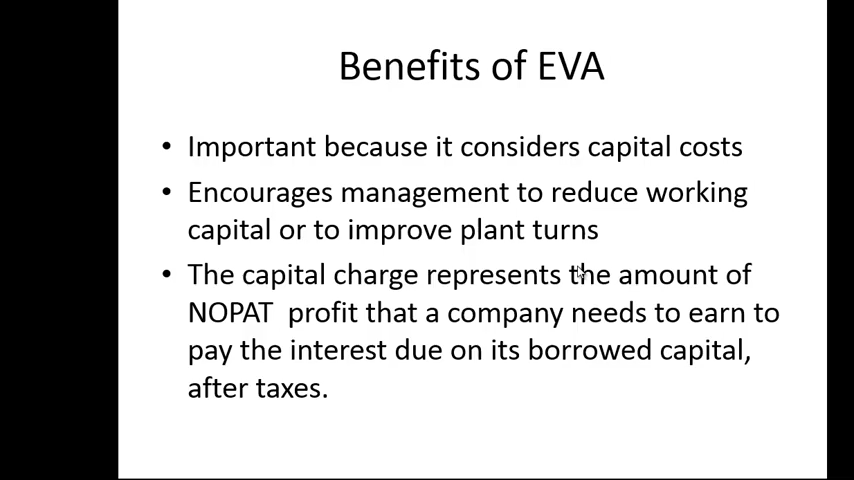 Benefits of EVA
• Important because it considers capital costs
• Encourages management to reduce working
capital or to improve plant turns
• The capital charge represents the amount of
NOPAT  profit that a company needs to earn to
pay the interest due on its borrowed capital,
after taxes.